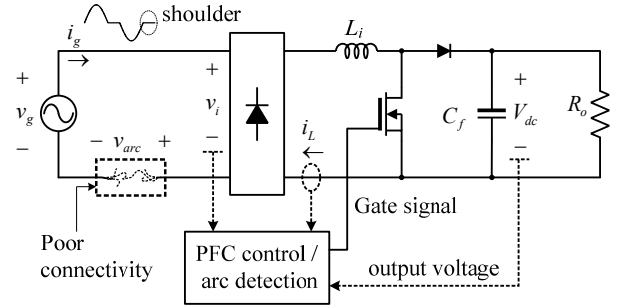 shoulder
i_g
+
v_g
−
− v_arc +
Poor
connectivity
+
v_i
−
L_i
i_L
C_f
+
V_dc
−
R_o
Gate signal
PFC control /
arc detection
output voltage